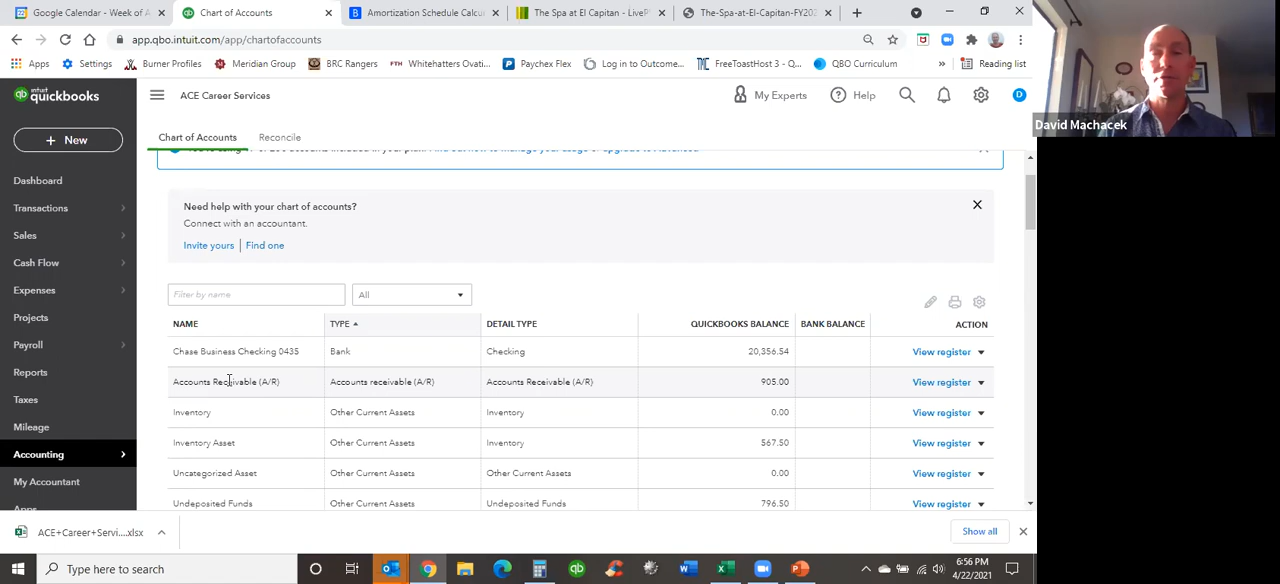 Google Calendar - Week of A
Chart of Accounts
Amortization Schedule Calcu
The Spa at El Capitan - LiveP
The-Spa-at-El-Capitan-FY202
app.qbo.intuit.com/app/chartofaccounts
Apps
Settings
Burner Profiles
Meridian Group
BRC Rangers
FTH Whitehatters Ovati...
Paychex Flex
Log in to Outcome...
FreeToastHost 3 - Q...
QBO Curriculum
»
Reading list
David Machacek
intuit
quickbooks
ACE Career Services
My Experts
Help
D
+ New
Chart of Accounts
Reconcile
Dashboard
Transactions
Sales
Cash Flow
Expenses
Projects
Payroll
Reports
Taxes
Mileage
Accounting
My Accountant
Apps
Need help with your chart of accounts?
Connect with an accountant.
Invite yours | Find one
Filter by name
All
NAME TYPE DETAIL TYPE QUICKBOOKS BALANCE BANK BALANCE ACTION
Chase Business Checking 0435 Bank Checking 20,356.54 View register
Accounts Receivable (A/R) Accounts receivable (A/R) Accounts Receivable (A/R) 905.00 View register
Inventory Other Current Assets Inventory 0.00 View register
Inventory Asset Other Current Assets Inventory 567.50 View register
Uncategorized Asset Other Current Assets Other Current Assets 0.00 View register
Undeposited Funds Other Current Assets Undeposited Funds 796.50 View register
ACE+Career+Servi....xlsx
Show all
Type here to search
6:56 PM
4/22/2021